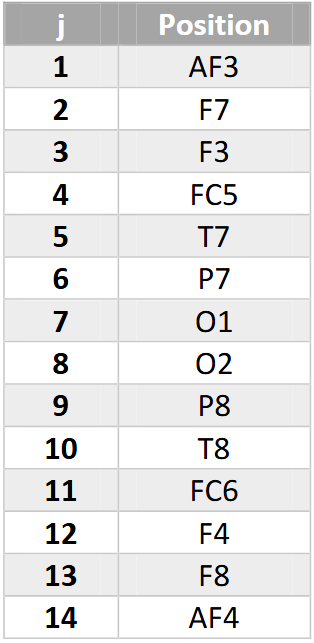 j Position
1 AF3
2 F7
3 F3
4 FC5
5 T7
6 P7
7 O1
8 O2
9 P8
10 T8
11 FC6
12 F4
13 F8
14 AF4